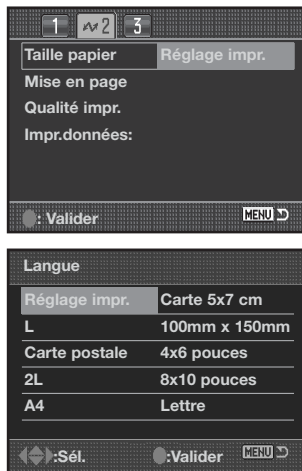 1 2 3
Taille papier Réglage impr.
Mise en page
Qualité impr.
Impr.données:
: Valider MENU
Langue
Réglage impr. Carte 5x7 cm
L 100mm x 150mm
Carte postale 4x6 pouces
2L 8x10 pouces
A4 Lettre
:Sél. :Valider MENU